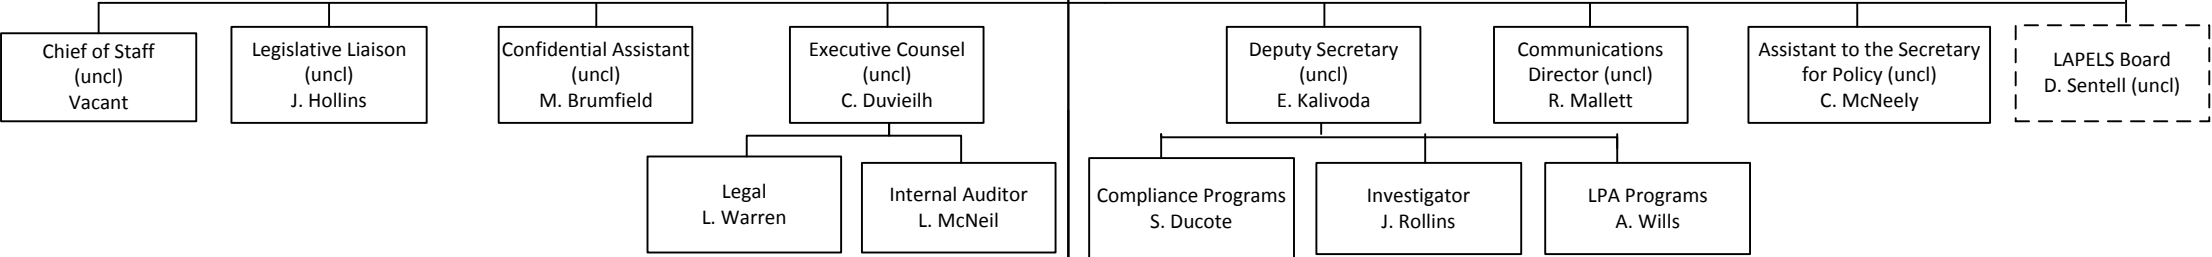 Chief of Staff
(uncl)
Vacant
Legislative Liaison
(uncl)
J. Hollins
Confidential Assistant
(uncl)
M. Brumfield
Executive Counsel
(uncl)
C. Duvieilh
Deputy Secretary
(uncl)
E. Kalivoda
Communications
Director (uncl)
R. Mallett
Assistant to the Secretary
for Policy (uncl)
C. McNeely
LAPELS Board
D. Sentell (uncl)
Legal
L. Warren
Internal Auditor
L. McNeil
Compliance Programs
S. Ducote
Investigator
J. Rollins
LPA Programs
A. Wills